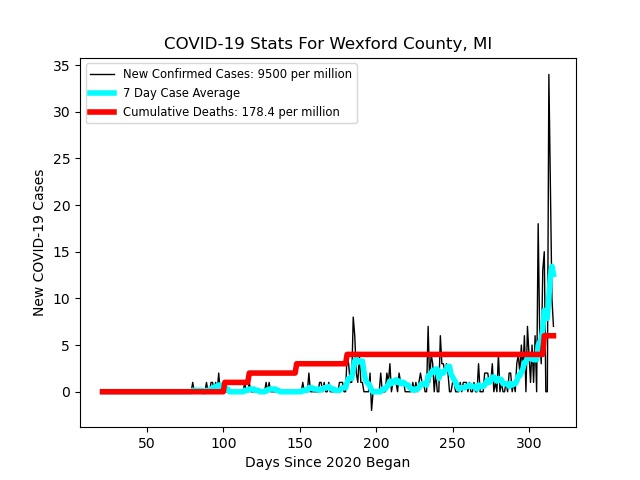 COVID-19 Stats For Wexford County, MI
New Confirmed Cases: 9500 per million
7 Day Case Average
Cumulative Deaths: 178.4 per million
New COVID-19 Cases
35
30
25
20
15
10
5
0
50 100 150 200 250 300
Days Since 2020 Began